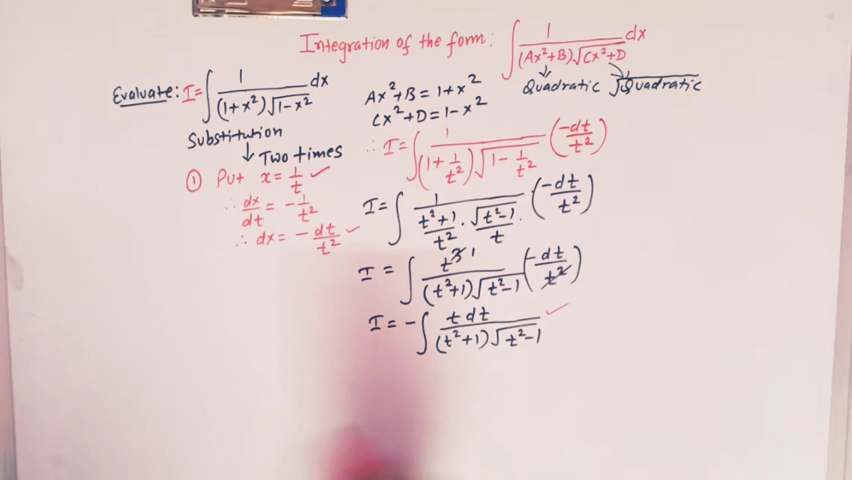 Integration of the form: ∫ 1/((Ax²+B)√(Cx²+D)) dx
Quadratic √Quadratic
Evaluate: I = ∫ 1/((1+x²)√(1-x²)) dx
Ax²+B = 1+x²
Cx²+D = 1-x²
Substitution
↓ Two times
① Put x = 1/t ✓
∴ dx/dt = -1/t²
∴ dx = -dt/t² ✓
∴ I = ∫ 1/((1+1/t²)√(1-1/t²)) (-dt/t²)
I = ∫ 1/((t²+1)/t² · √(t²-1)/t) (-dt/t²)
I = ∫ t³ 1/((t²+1)√(t²-1)) (-dt/t²)
I = -∫ t dt/((t²+1)√(t²-1)) ✓